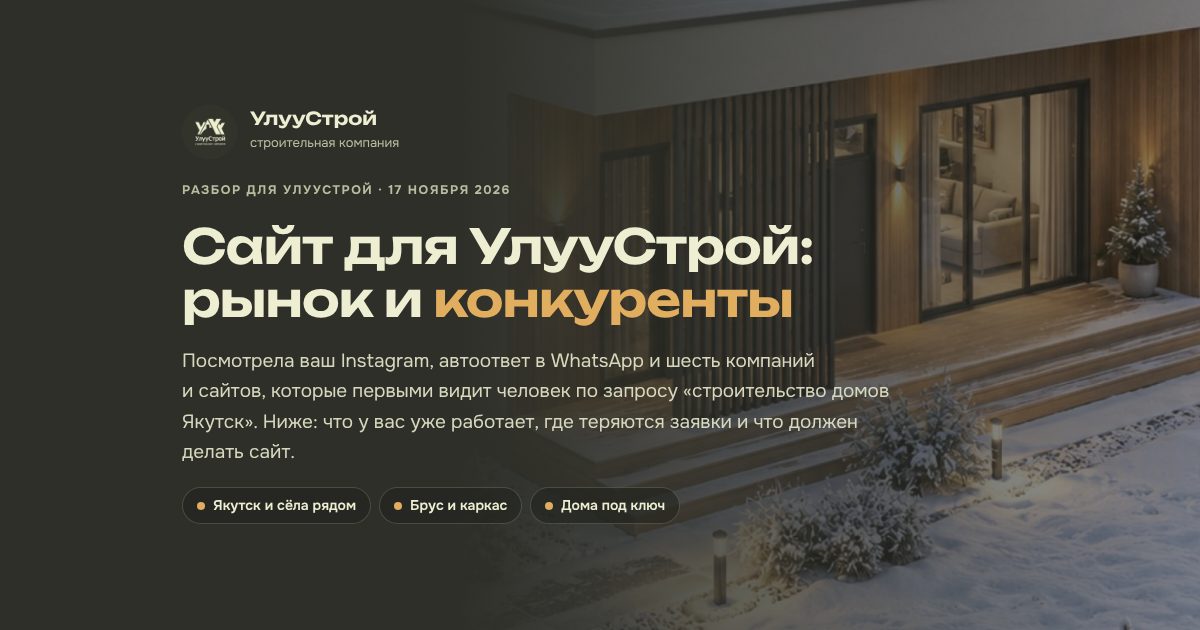 УлууСтрой
УлууСтрой
строительная компания
РАЗБОР ДЛЯ УЛУУСТРОЙ · 17 НОЯБРЯ 2026
Сайт для УлууСтрой:
рынок и конкуренты
Посмотрела ваш Instagram, автоответ в WhatsApp и шесть компаний
и сайтов, которые первыми видит человек по запросу «строительство домов
Якутск». Ниже: что у вас уже работает, где теряются заявки и что должен
делать сайт.
Якутск и сёла рядом
Брус и каркас
Дома под ключ